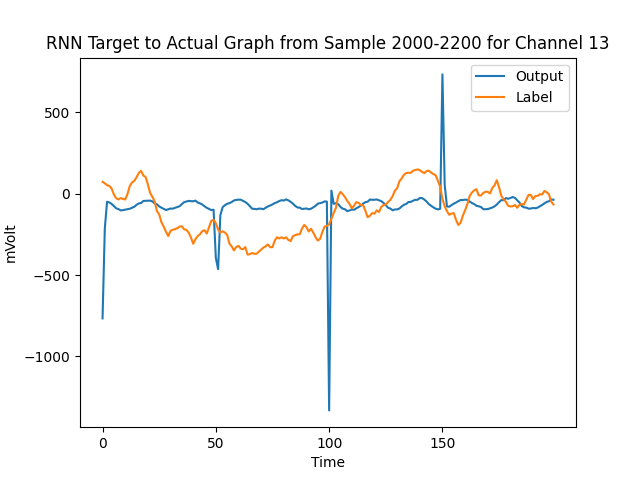 RNN Target to Actual Graph from Sample 2000-2200 for Channel 13
Output
Label
500
0
−500
−1000
mVolt
0
50
100
150
Time